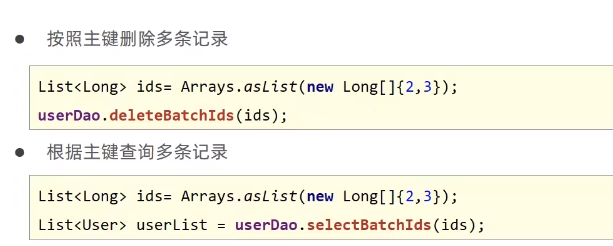 ● 按照主键删除多条记录
List<Long> ids= Arrays.asList(new Long[]{2,3});
userDao.deleteBatchIds(ids);
● 根据主键查询多条记录
List<Long> ids= Arrays.asList(new Long[]{2,3});
List<User> userList = userDao.selectBatchIds(ids);